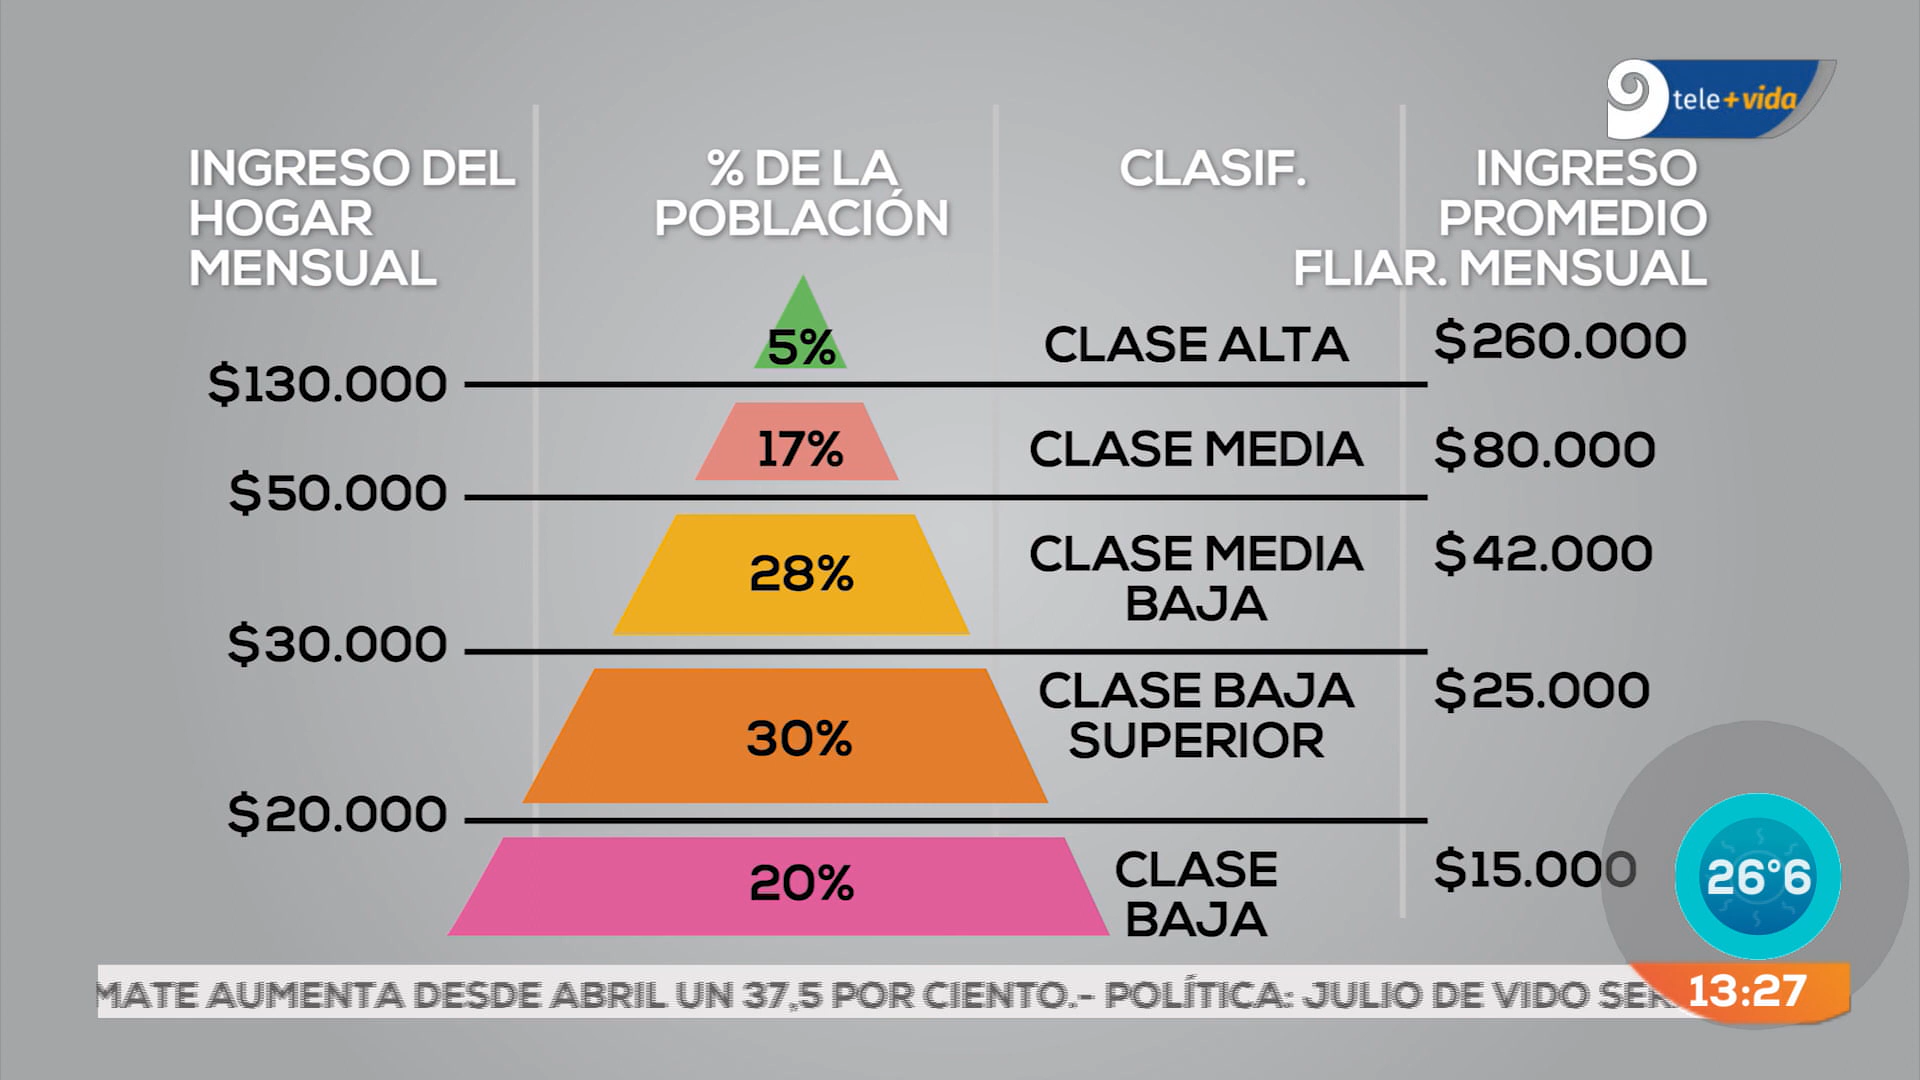 tele+vida
INGRESO DEL
HOGAR
MENSUAL
% DE LA
POBLACIÓN
CLASIF.
INGRESO
PROMEDIO
FLIAR. MENSUAL
5%
CLASE ALTA
$260.000
$130.000
17%
CLASE MEDIA
$80.000
$50.000
28%
CLASE MEDIA
BAJA
$42.000
$30.000
30%
CLASE BAJA
SUPERIOR
$25.000
$20.000
20%
CLASE
BAJA
$15.000
26°6
MATE AUMENTA DESDE ABRIL UN 37,5 POR CIENTO.- POLÍTICA: JULIO DE VIDO
13:27